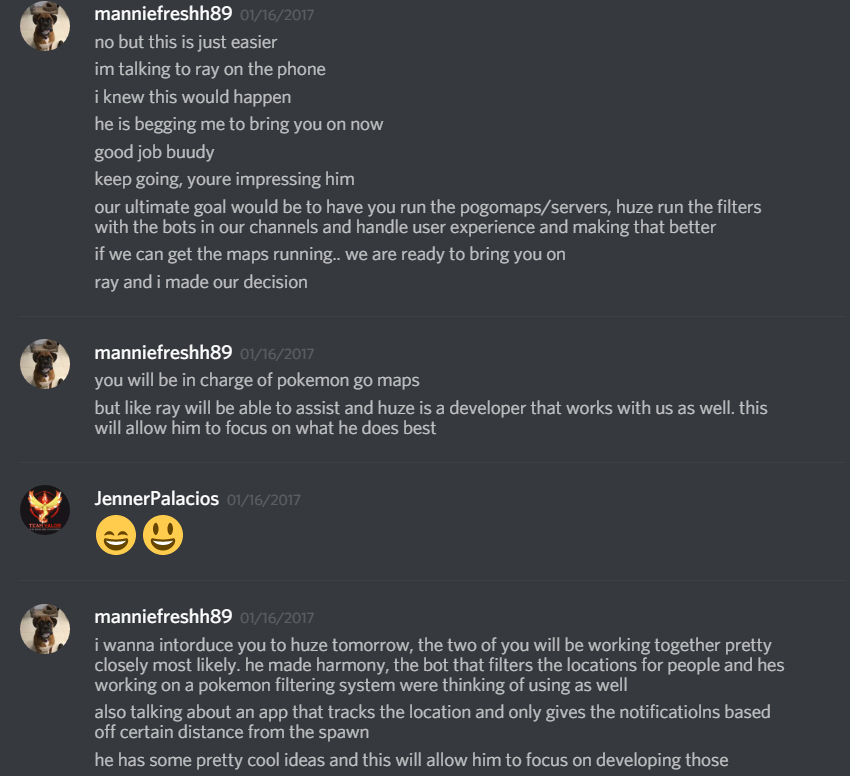 manniefreshh89 01/16/2017
no but this is just easier
im talking to ray on the phone
i knew this would happen
he is begging me to bring you on now
good job buudy
keep going, youre impressing him
our ultimate goal would be to have you run the pogomaps/servers, huze run the filters
with the bots in our channels and handle user experience and making that better
if we can get the maps running.. we are ready to bring you on
ray and i made our decision
manniefreshh89 01/16/2017
you will be in charge of pokemon go maps
but like ray will be able to assist and huze is a developer that works with us as well. this
will allow him to focus on what he does best
JennerPalacios 01/16/2017
TEAM VALOR
manniefreshh89 01/16/2017
i wanna intorduce you to huze tomorrow, the two of you will be working together pretty
closely most likely. he made harmony, the bot that filters the locations for people and hes
working on a pokemon filtering system were thinking of using as well
also talking about an app that tracks the location and only gives the notificatiolns based
off certain distance from the spawn
he has some pretty cool ideas and this will allow him to focus on developing those